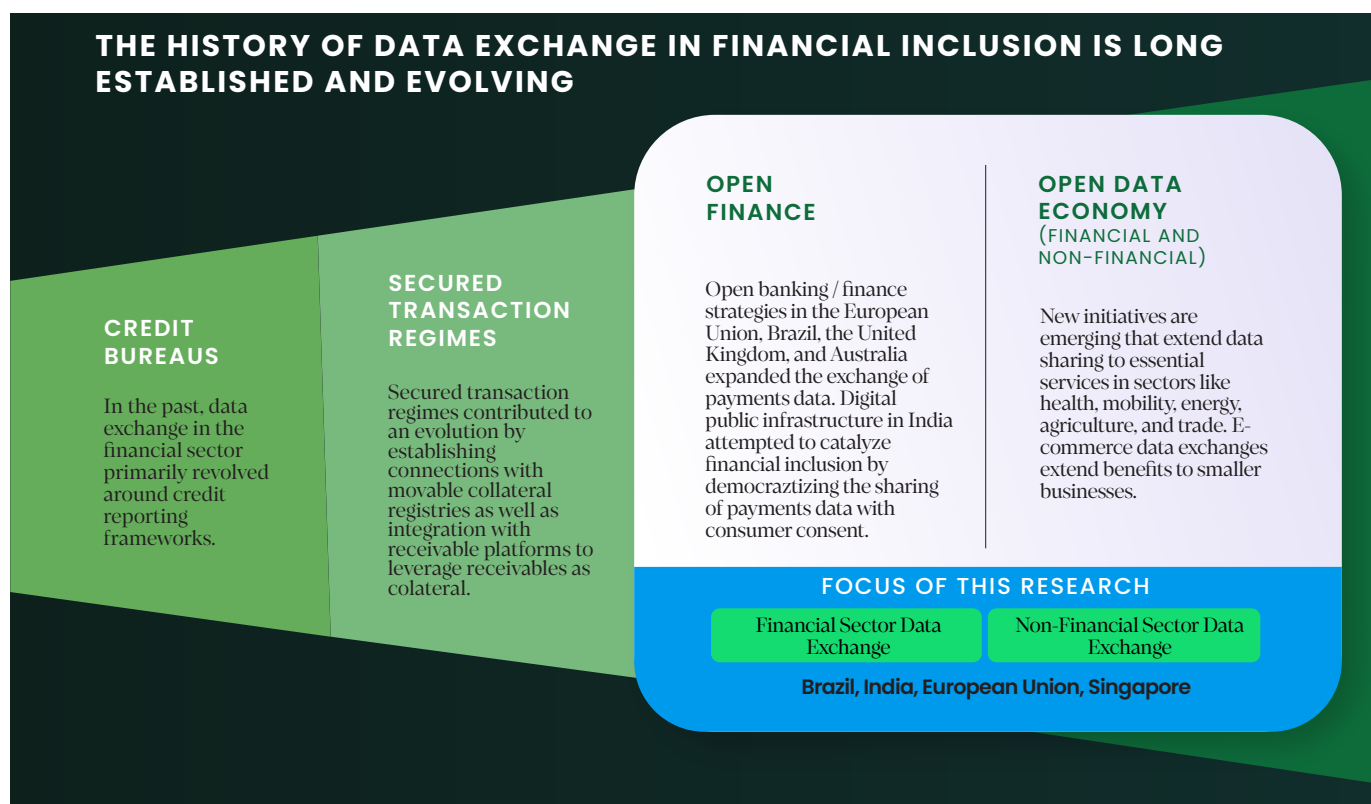 THE HISTORY OF DATA EXCHANGE IN FINANCIAL INCLUSION IS LONG
ESTABLISHED AND EVOLVING
CREDIT
BUREAUS
In the past, data
exchange in the
financial sector
primarily revolved
around credit
reporting
frameworks.
SECURED
TRANSACTION
REGIMES
Secured transaction
regimes contributed to
an evolution by
establishing
connections with
movable collateral
registries as well as
integration with
receivable platforms to
leverage receivables as
colateral.
OPEN
FINANCE
Open banking / finance
strategies in the European
Union, Brazil, the United
Kingdom, and Australia
expanded the exchange of
payments data. Digital
public infrastructure in India
attempted to catalyze
financial inclusion by
democraztizing the sharing
of payments data with
consumer consent.
OPEN DATA
ECONOMY
(FINANCIAL AND
NON-FINANCIAL)
New initiatives are
emerging that extend data
sharing to essential
services in sectors like
health, mobility, energy,
agriculture, and trade. E-
commerce data exchanges
extend benefits to smaller
businesses.
FOCUS OF THIS RESEARCH
Financial Sector Data
Exchange
Non-Financial Sector Data
Exchange
Brazil, India, European Union, Singapore